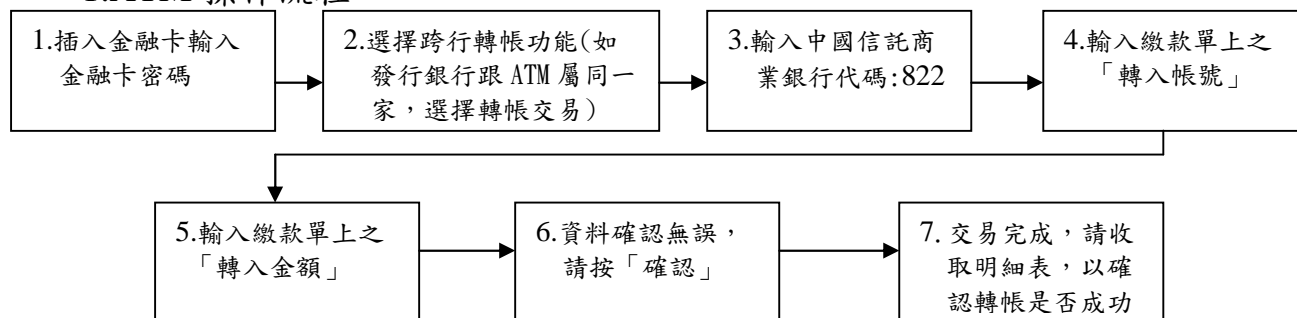 1.插入金融卡輸入
金融卡密碼
2.選擇跨行轉帳功能(如
發行銀行跟 ATM 屬同一
家，選擇轉帳交易)
3.輸入中國信託商
業銀行代碼:822
4.輸入繳款單上之
「轉入帳號」
5.輸入繳款單上之
「轉入金額」
6.資料確認無誤，
請按「確認」
7. 交易完成，請收
取明細表，以確
認轉帳是否成功